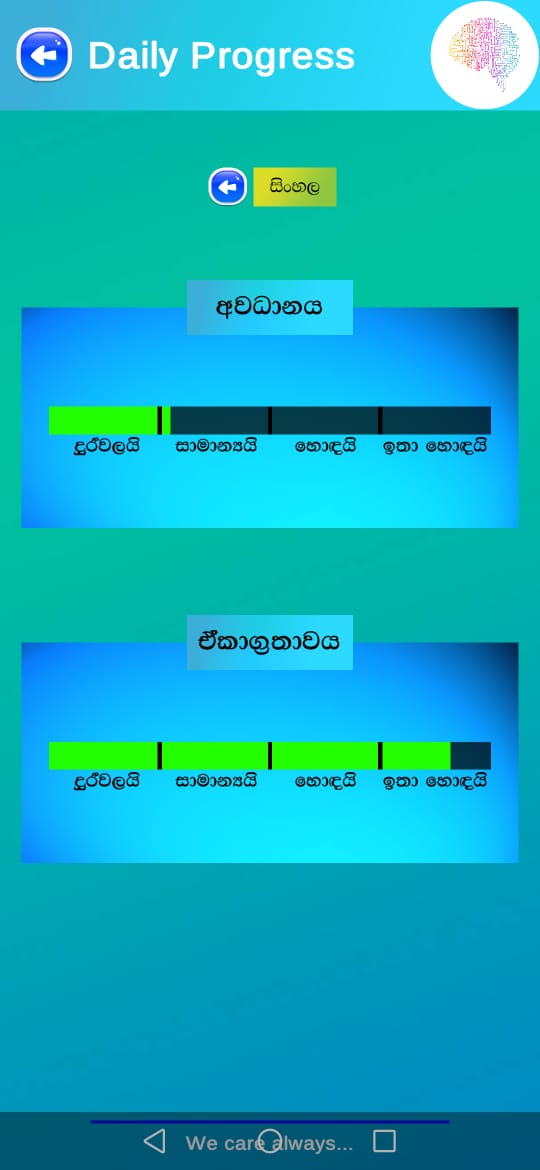 Daily Progress
සිංහල
අවධානය
දුර්වලයි සාමාන්‍යයි හොඳයි ඉතා හොඳයි
ඒකාග්‍රතාවය
දුර්වලයි සාමාන්‍යයි හොඳයි ඉතා හොඳයි
We care always...